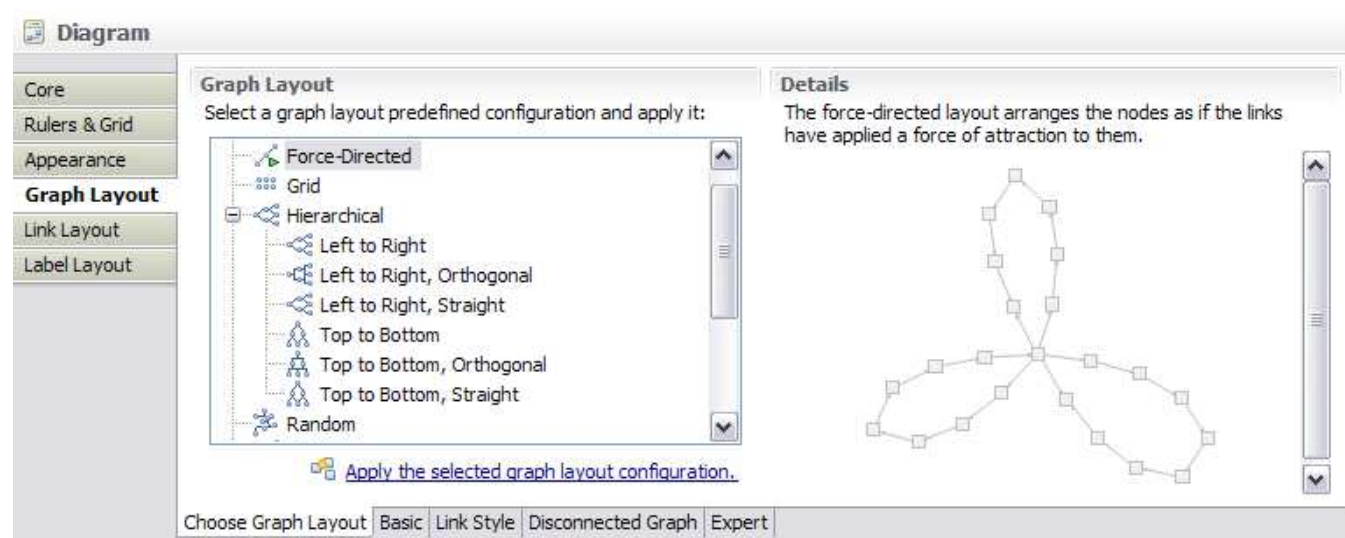 Diagram
Core
Rulers & Grid
Appearance
Graph Layout
Link Layout
Label Layout
Graph Layout
Select a graph layout predefined configuration and apply it:
Force-Directed
Grid
Hierarchical
Left to Right
Left to Right, Orthogonal
Left to Right, Straight
Top to Bottom
Top to Bottom, Orthogonal
Top to Bottom, Straight
Random
Apply the selected graph layout configuration.
Details
The force-directed layout arranges the nodes as if the links
have applied a force of attraction to them.
Choose Graph Layout Basic Link Style Disconnected Graph Expert